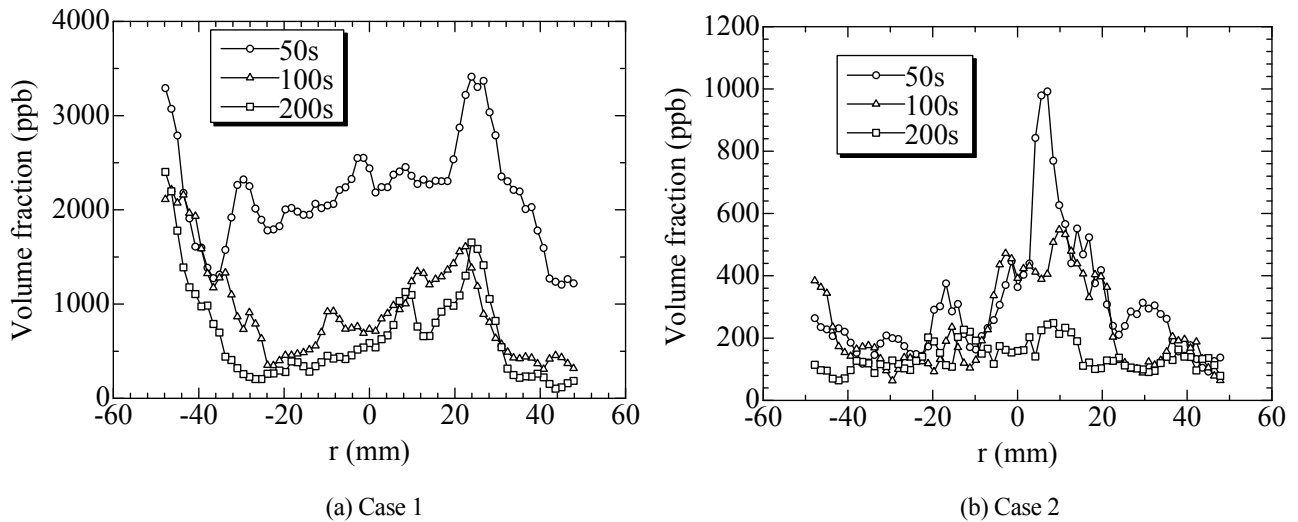 4000
3000
2000
1000
0
Volume fraction (ppb)
50s
100s
200s
-60 -40 -20 0 20 40 60
r (mm)
(a) Case 1
1200
1000
800
600
400
200
0
Volume fraction (ppb)
50s
100s
200s
-60 -40 -20 0 20 40 60
r (mm)
(b) Case 2